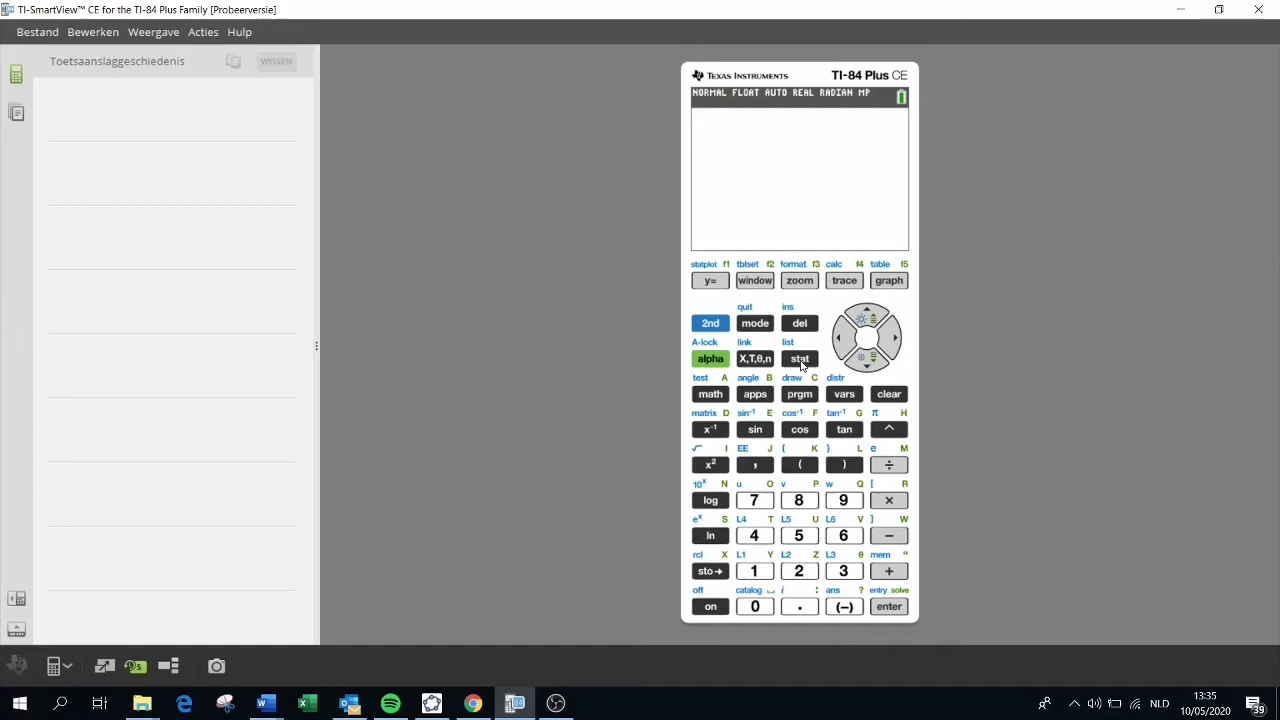 TI-SmartView™ CE for the TI-84 Plus Family [Probeerversie]
Bestand Bewerken Weergave Acties Help
Toetsaanslaggeschiedenis WISSEN
TEXAS INSTRUMENTS TI-84 Plus CE
NORMAL FLOAT AUTO REAL RADIAN MP
statplot f1 tblset f2 format f3 calc f4 table f5
y= window zoom trace graph
quit ins
2nd mode del
A-lock link list
alpha X,T,θ,n stat
test A angle B draw C distr
math apps prgm vars clear
matrix D sin⁻¹ E cos⁻¹ F tan⁻¹ G π H
x⁻¹ sin cos tan ^
√ I EE J { K } L e M
x² , ( ) ÷
10ˣ N u O v P w Q [ R
log 7 8 9 ×
eˣ S L4 T L5 U L6 V ] W
ln 4 5 6 −
rcl X L1 Y L2 Z L3 θ mem "
sto→ 1 2 3 +
off catalog ␣ i : ans ? entry solve
on 0 . (−) enter
NLD
13:35
10/05/2020
39